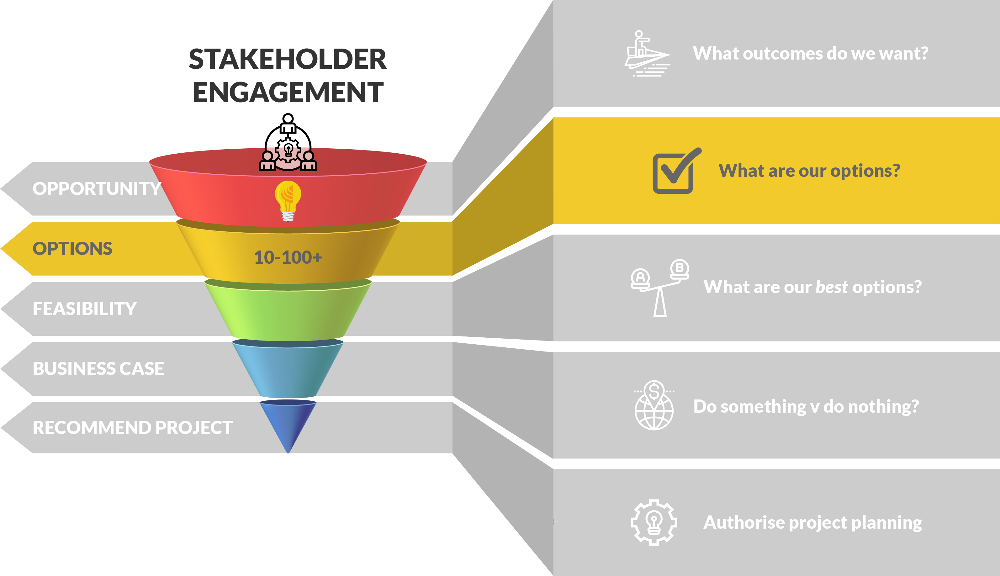 STAKEHOLDER
ENGAGEMENT
OPPORTUNITY
What outcomes do we want?
OPTIONS
10-100+
What are our options?
FEASIBILITY
A
B
What are our best options?
BUSINESS CASE
$
Do something v do nothing?
RECOMMEND PROJECT
Authorise project planning